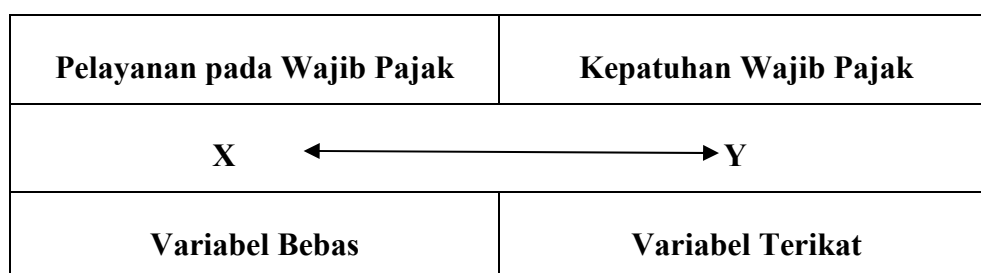 Pelayanan pada Wajib Pajak Kepatuhan Wajib Pajak
X Y
Variabel Bebas Variabel Terikat